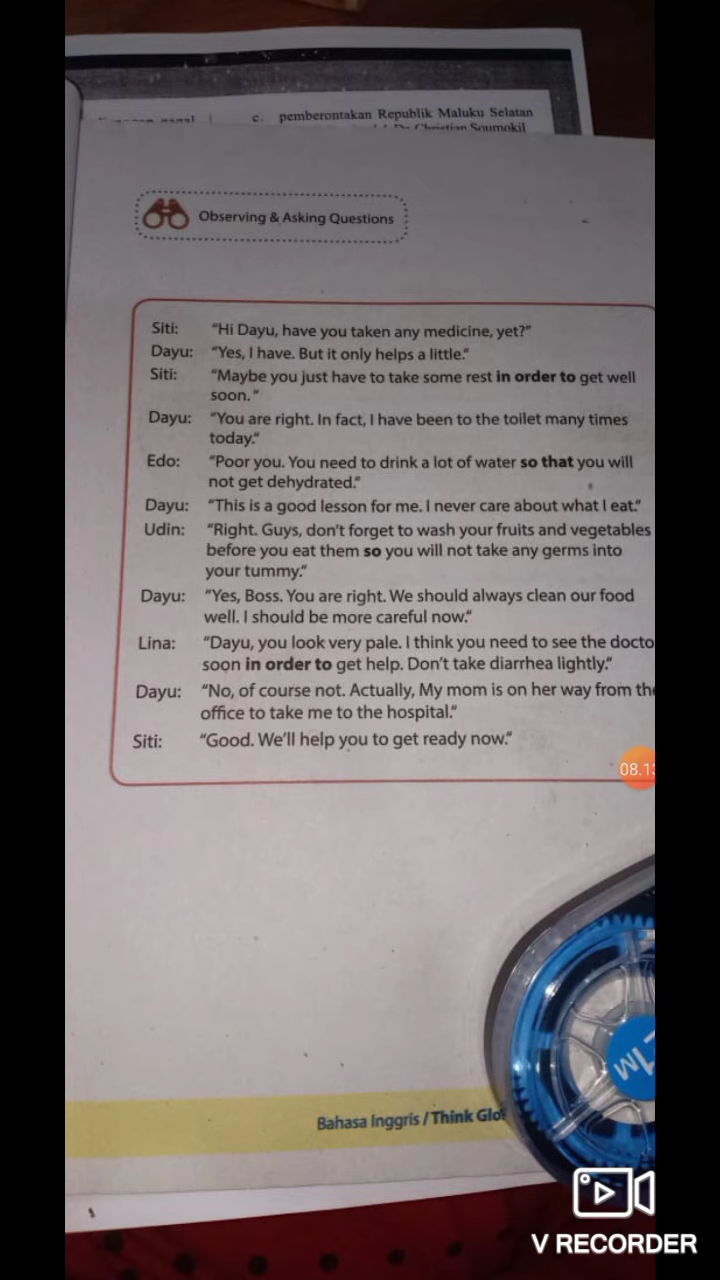 c. pemberontakan Republik Maluku Selatan
Christian Soumokil
Observing & Asking Questions
Siti: "Hi Dayu, have you taken any medicine, yet?"
Dayu: "Yes, I have. But it only helps a little."
Siti: "Maybe you just have to take some rest in order to get well
soon."
Dayu: "You are right. In fact, I have been to the toilet many times
today."
Edo: "Poor you. You need to drink a lot of water so that you will
not get dehydrated."
Dayu: "This is a good lesson for me. I never care about what I eat."
Udin: "Right. Guys, don't forget to wash your fruits and vegetables
before you eat them so you will not take any germs into
your tummy."
Dayu: "Yes, Boss. You are right. We should always clean our food
well. I should be more careful now."
Lina: "Dayu, you look very pale. I think you need to see the docto
soon in order to get help. Don't take diarrhea lightly."
Dayu: "No, of course not. Actually, My mom is on her way from the
office to take me to the hospital."
Siti: "Good. We'll help you to get ready now."
08.13
1M
Bahasa Inggris / Think Glo
V RECORDER